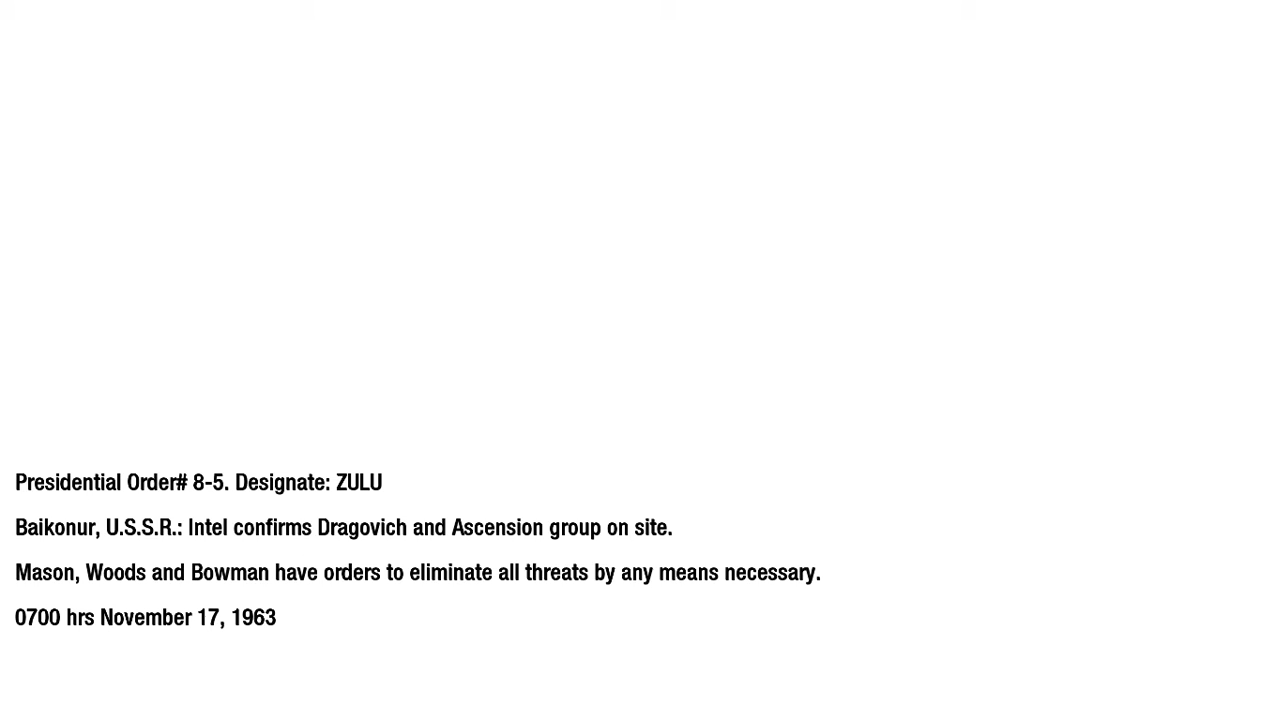 Presidential Order# 8-5. Designate: ZULU
Baikonur, U.S.S.R.: Intel confirms Dragovich and Ascension group on site.
Mason, Woods and Bowman have orders to eliminate all threats by any means necessary.
0700 hrs November 17, 1963